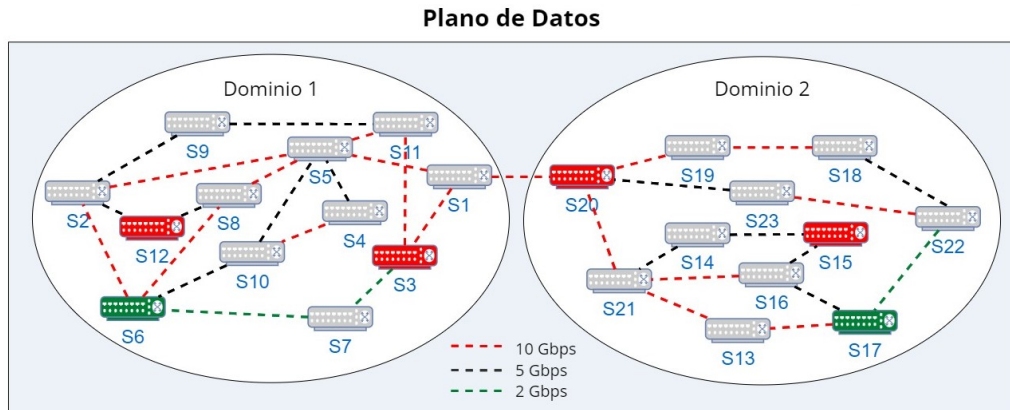 Plano de Datos
Dominio 1
Dominio 2
S9
S11
S5
S19
S18
S2
S8
S1
S20
S12
S4
S23
S22
S10
S3
S14
S15
S21
S16
S6
S7
S13
S17
10 Gbps
5 Gbps
2 Gbps